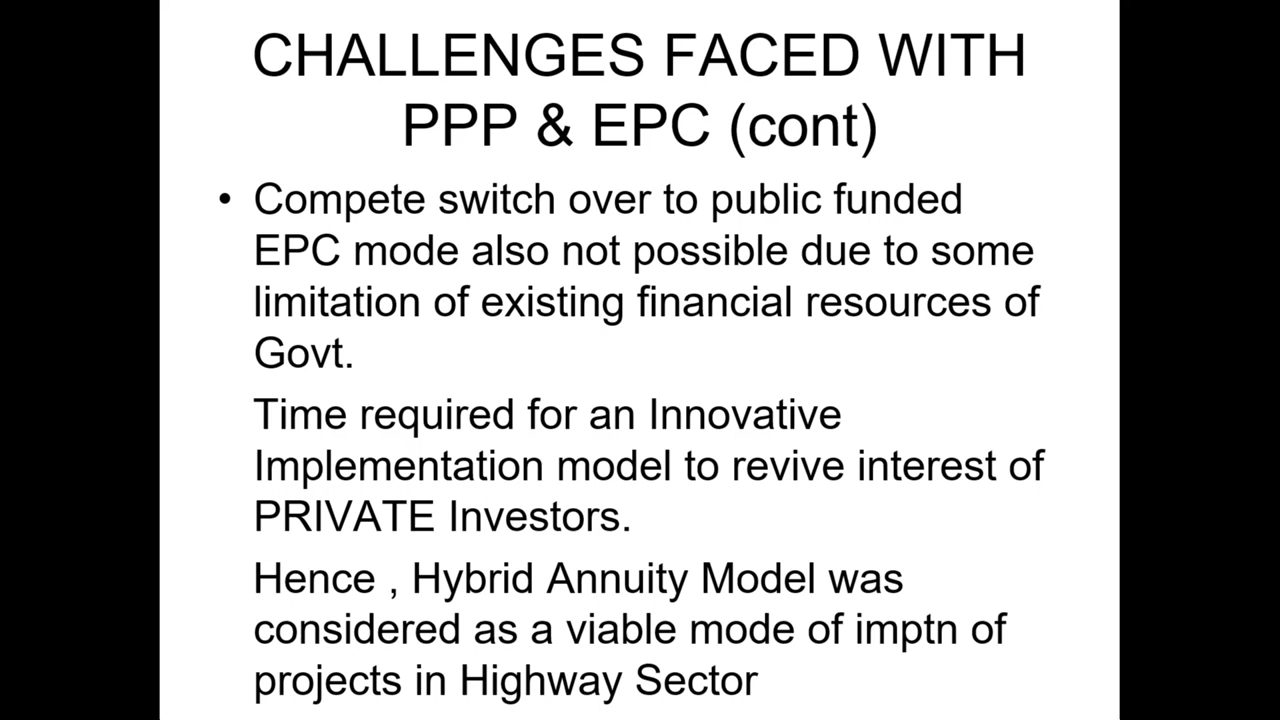 CHALLENGES FACED WITH
PPP & EPC (cont)
• Compete switch over to public funded
EPC mode also not possible due to some
limitation of existing financial resources of
Govt.
Time required for an Innovative
Implementation model to revive interest of
PRIVATE Investors.
Hence , Hybrid Annuity Model was
considered as a viable mode of imptn of
projects in Highway Sector